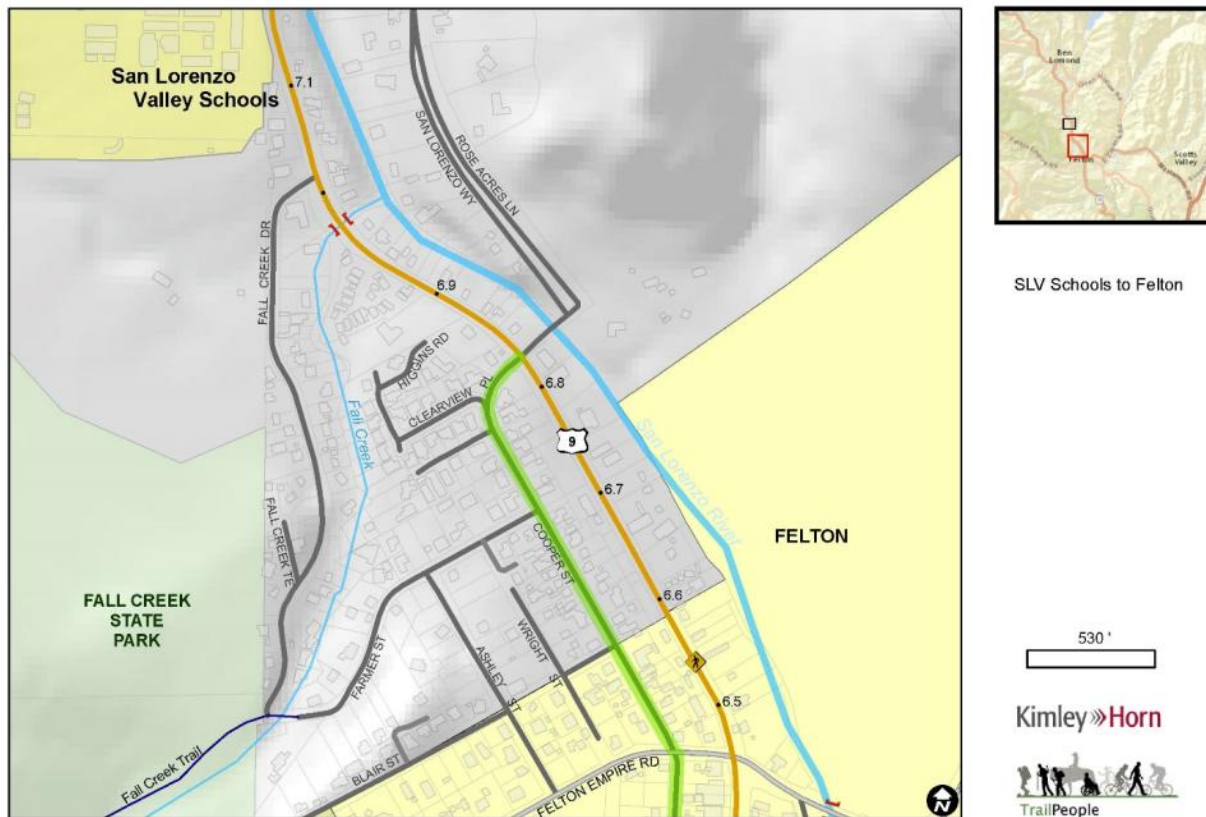 San Lorenzo
Valley Schools
7.1
SAN LORENZO WY
ROSE ACRES LN
FALL CREEK DR
6.9
HIGGINS RD
CLEARVIEW PL
6.8
Fall Creek
9
6.7
San Lorenzo River
FELTON
COOPER ST
FALL CREEK TE
6.6
FALL CREEK
STATE
PARK
WRIGHT ST
ASHLEY ST
FARMER ST
6.5
Fall Creek Trail
BLAIR ST
FELTON EMPIRE RD
N
Ben
Lomond
Felton
Scotts
Valley
SLV Schools to Felton
530 '
Kimley»Horn
TrailPeople